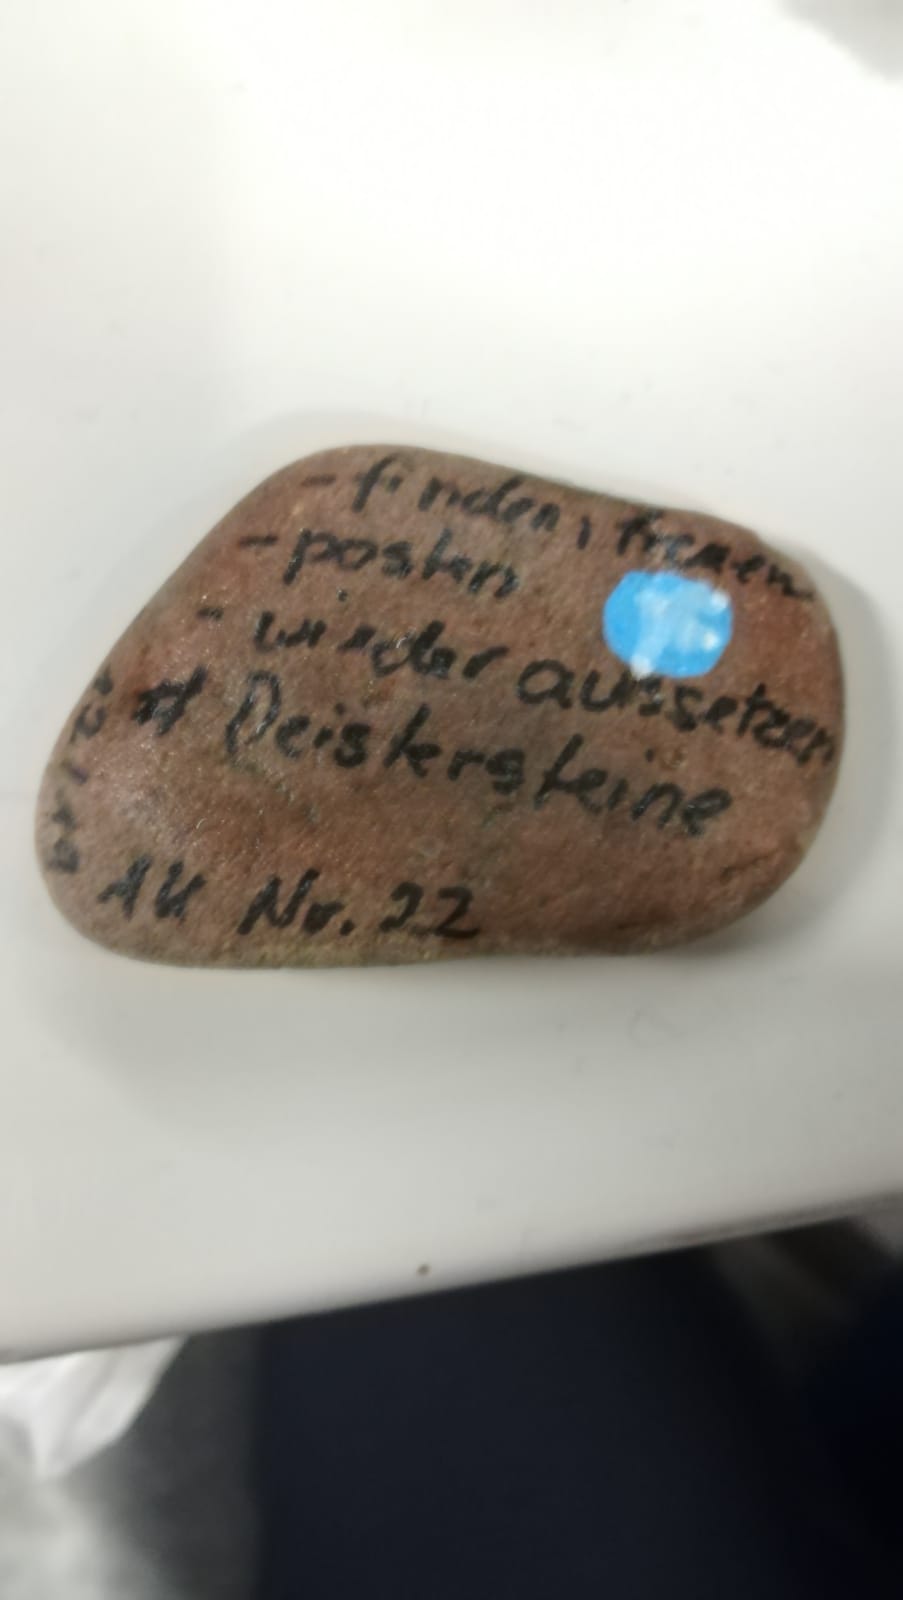 - finden, freuen
- posten
- wieder aussetzen
# Deistersteine
AK Nr. 22